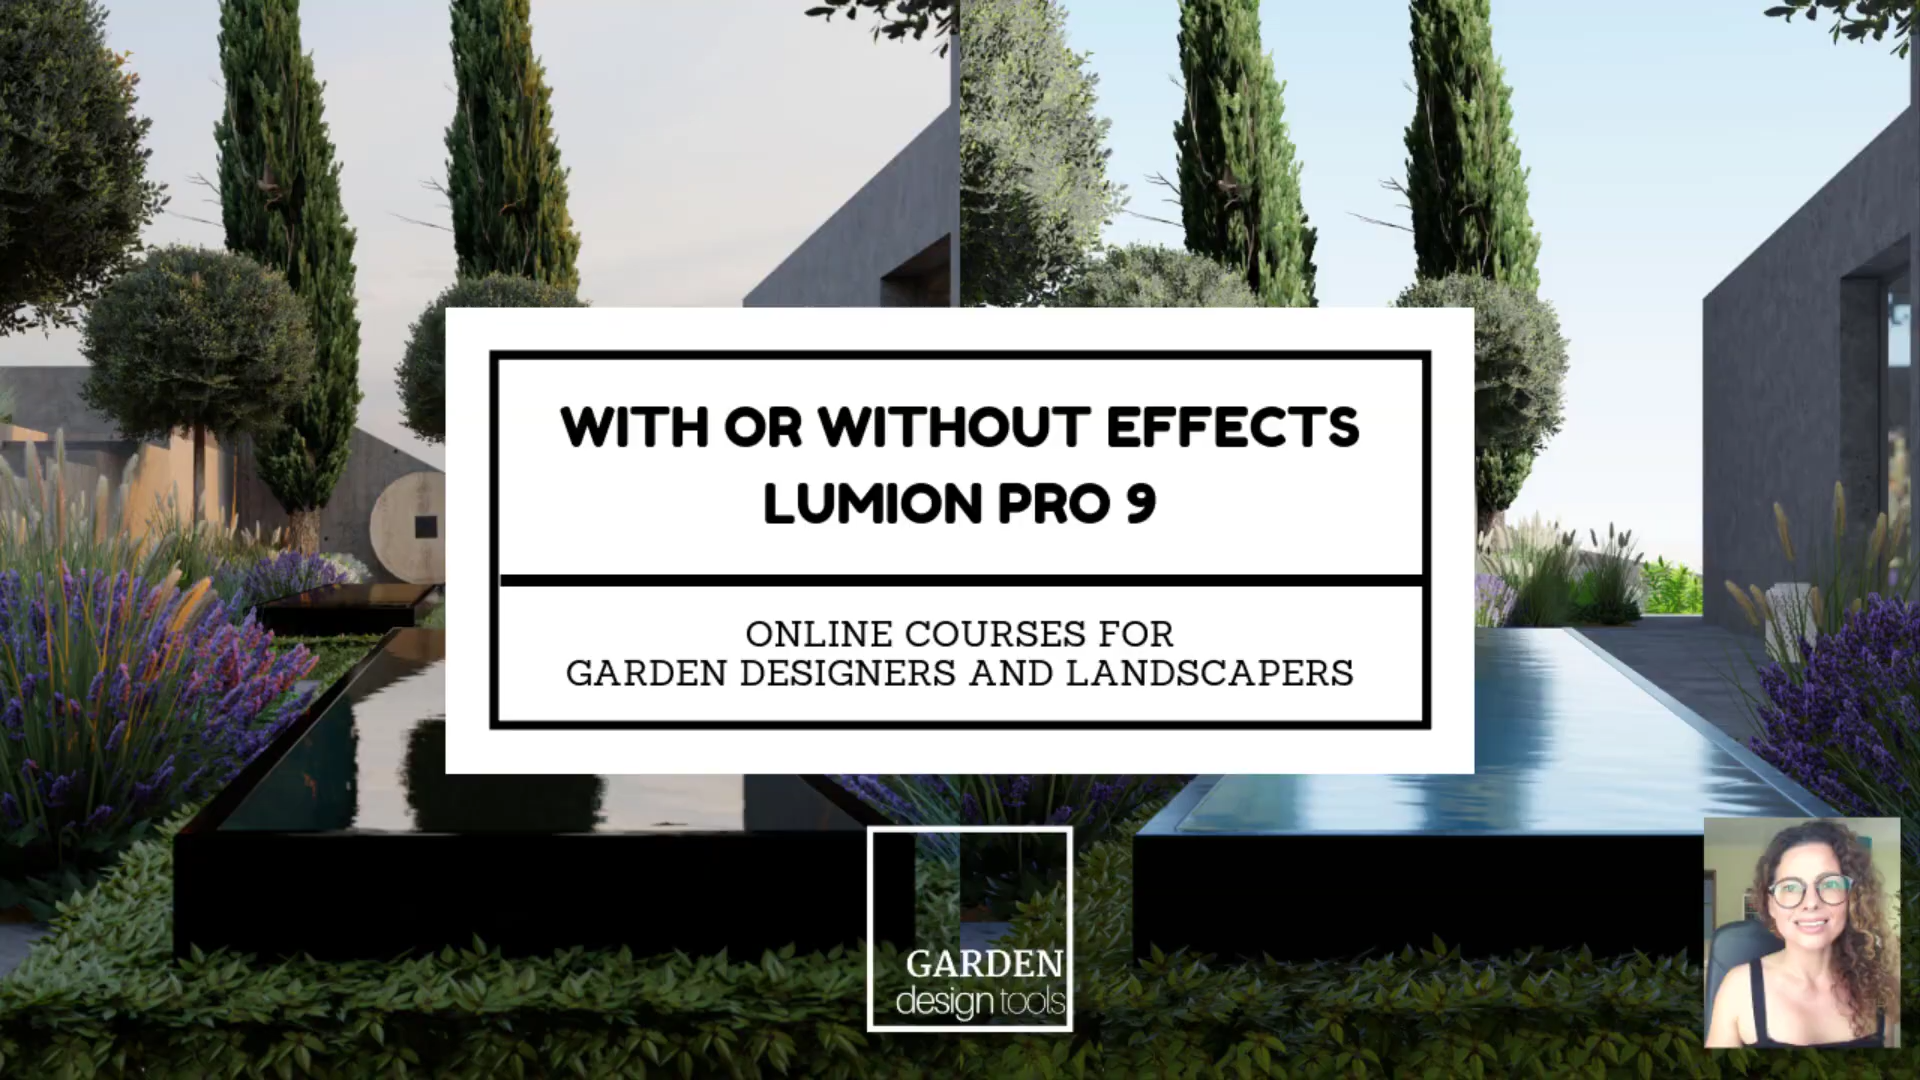 WITH OR WITHOUT EFFECTS
LUMION PRO 9
ONLINE COURSES FOR
GARDEN DESIGNERS AND LANDSCAPERS
GARDEN
design tools